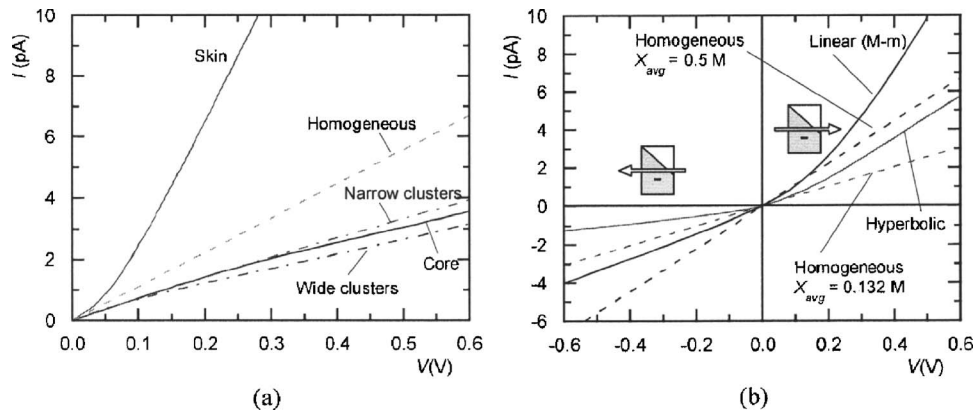 10
8
6
4
2
0
I (pA)
Skin
Homogeneous
Narrow clusters
Core
Wide clusters
0.0 0.1 0.2 0.3 0.4 0.5 0.6
V(V)
(a)
10
8
6
4
2
0
-2
-4
-6
I (pA)
Homogeneous
X avg = 0.5 M
Linear (M-m)
Hyperbolic
Homogeneous
X avg = 0.132 M
-0.6 -0.4 -0.2 0.0 0.2 0.4 0.6
V(V)
(b)